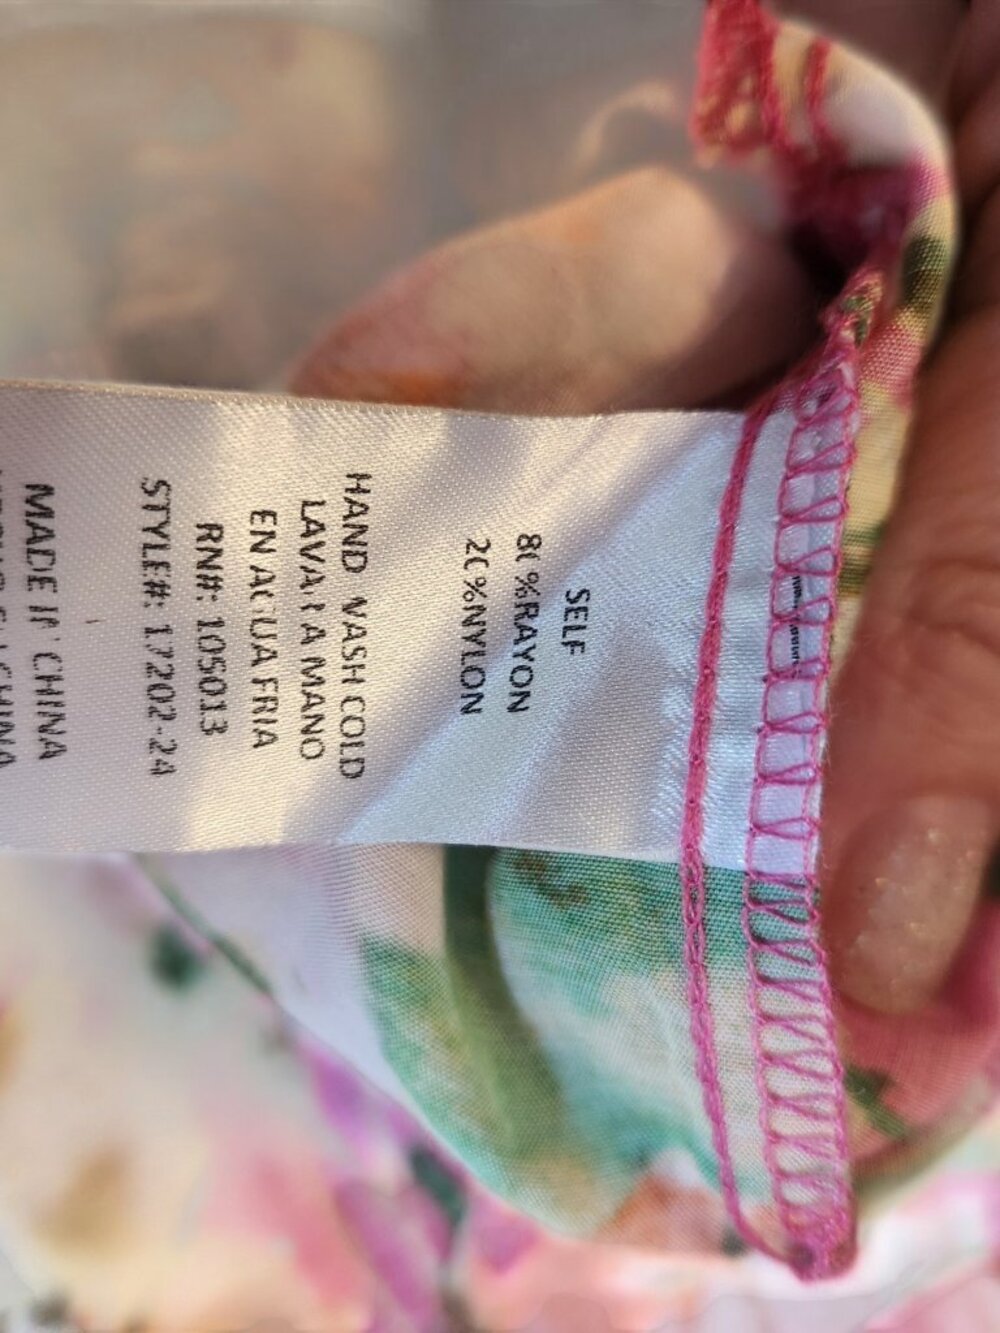 SELF
80%RAYON
20%NYLON
HAND WASH COLD
LAVAR A MANO
EN AGUA FRIA
RN#: 105013
STYLE#: 17202-24
MADE IN CHINA